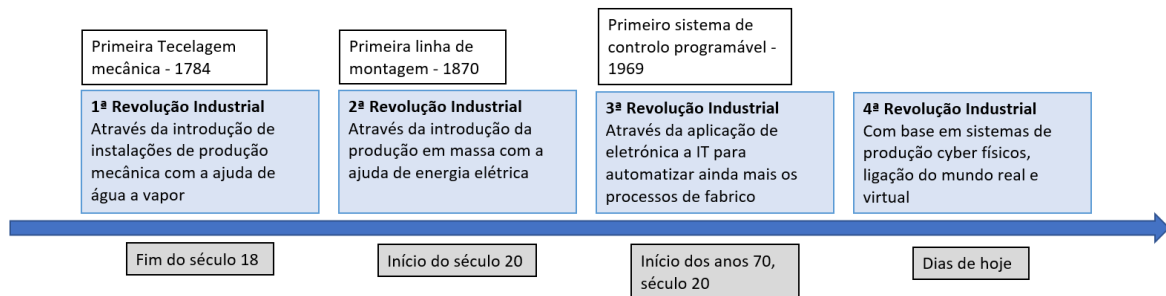 Primeira Tecelagem
mecânica - 1784
Primeira linha de
montagem - 1870
Primeiro sistema de
controlo programável -
1969
1ª Revolução Industrial
Através da introdução de
instalações de produção
mecânica com a ajuda de
água a vapor
2ª Revolução Industrial
Através da introdução da
produção em massa com a
ajuda de energia elétrica
3ª Revolução Industrial
Através da aplicação de
eletrónica a IT para
automatizar ainda mais os
processos de fabrico
4ª Revolução Industrial
Com base em sistemas de
produção cyber físicos,
ligação do mundo real e
virtual
Fim do século 18
Início do século 20
Início dos anos 70,
século 20
Dias de hoje